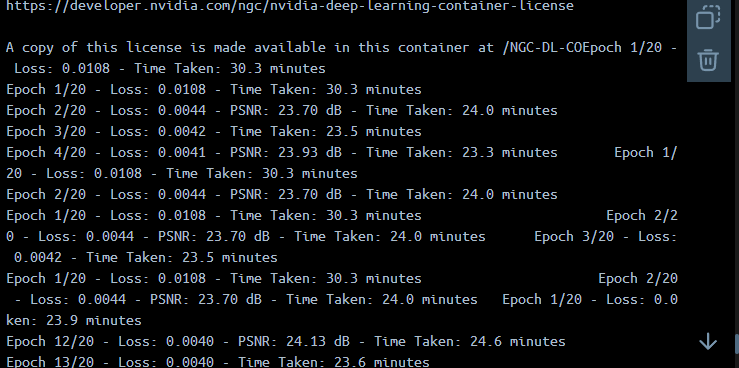 https://developer.nvidia.com/ngc/nvidia-deep-learning-container-license
A copy of this license is made available in this container at /NGC-DL-COEpoch 1/20 -
Loss: 0.0108 - Time Taken: 30.3 minutes
Epoch 1/20 - Loss: 0.0108 - Time Taken: 30.3 minutes
Epoch 2/20 - Loss: 0.0044 - PSNR: 23.70 dB - Time Taken: 24.0 minutes
Epoch 3/20 - Loss: 0.0042 - Time Taken: 23.5 minutes
Epoch 4/20 - Loss: 0.0041 - PSNR: 23.93 dB - Time Taken: 23.3 minutes Epoch 1/
20 - Loss: 0.0108 - Time Taken: 30.3 minutes
Epoch 2/20 - Loss: 0.0044 - PSNR: 23.70 dB - Time Taken: 24.0 minutes
Epoch 1/20 - Loss: 0.0108 - Time Taken: 30.3 minutes Epoch 2/2
0 - Loss: 0.0044 - PSNR: 23.70 dB - Time Taken: 24.0 minutes Epoch 3/20 - Loss:
0.0042 - Time Taken: 23.5 minutes
Epoch 1/20 - Loss: 0.0108 - Time Taken: 30.3 minutes Epoch 2/20
- Loss: 0.0044 - PSNR: 23.70 dB - Time Taken: 24.0 minutes Epoch 1/20 - Loss: 0.0
ken: 23.9 minutes
Epoch 12/20 - Loss: 0.0040 - PSNR: 24.13 dB - Time Taken: 24.6 minutes
Epoch 13/20 - Loss: 0.0040 - Time Taken: 23.6 minutes